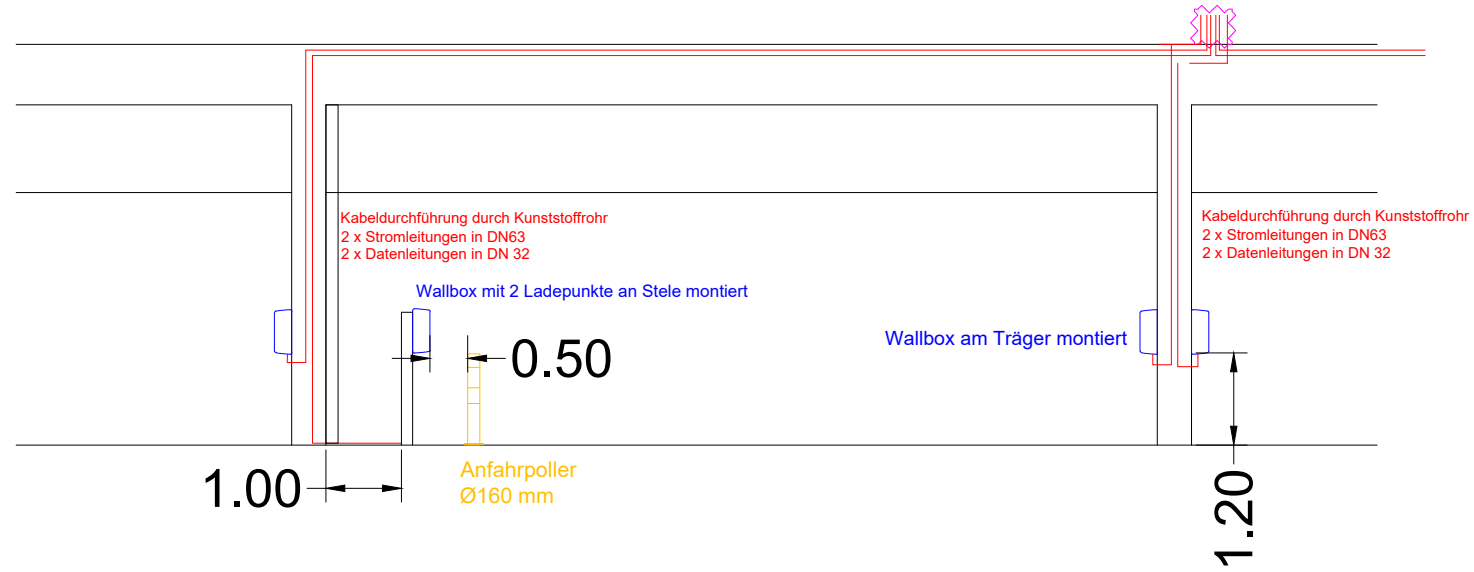 Kabeldurchführung durch Kunststoffrohr
2 x Stromleitungen in DN63
2 x Datenleitungen in DN 32
Kabeldurchführung durch Kunststoffrohr
2 x Stromleitungen in DN63
2 x Datenleitungen in DN 32
Wallbox mit 2 Ladepunkte an Stele montiert
Wallbox am Träger montiert
0.50
Anfahrpoller
Ø160 mm
1.00
1.20